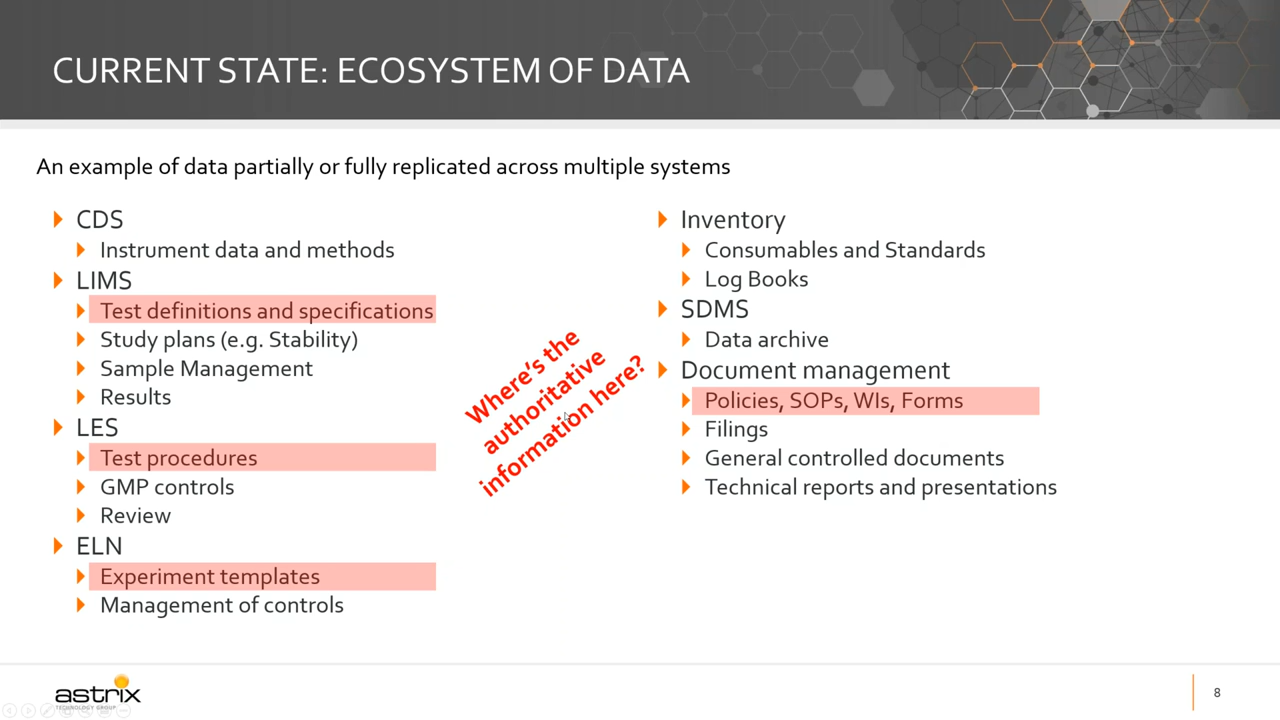 CURRENT STATE: ECOSYSTEM OF DATA
An example of data partially or fully replicated across multiple systems
CDS
Instrument data and methods
LIMS
Test definitions and specifications
Study plans (e.g. Stability)
Sample Management
Results
LES
Test procedures
GMP controls
Review
ELN
Experiment templates
Management of controls
Where's the
authoritative
information here?
Inventory
Consumables and Standards
Log Books
SDMS
Data archive
Document management
Policies, SOPs, WIs, Forms
Filings
General controlled documents
Technical reports and presentations
astrix
TECHNOLOGY GROUP
8